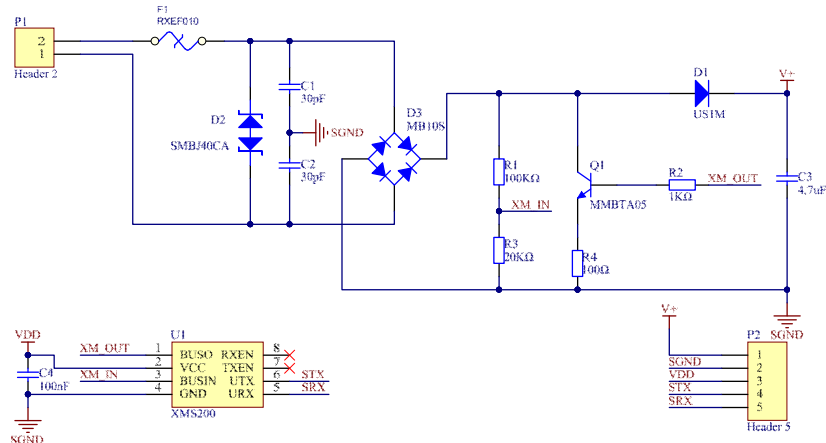 F1
RXEF010
P1
2
1
Header 2
C1
30pF
D2
SMBJ40CA
SGND
C2
30pF
D3
MB10S
D1
US1M
V+
R1
100KΩ
XM_IN
R3
20KΩ
Q1
MMBTA05
R2
XM_OUT
1KΩ
R4
100Ω
C3
4.7uF
SGND
VDD
C4
100nF
SGND
U1
XM_OUT 1 BUSO RXEN 8
2 VCC TXEN 7
XM_IN 3 BUSIN UTX 6 STX
4 GND URX 5 SRX
XMS200
V+
P2
1
SGND 2
VDD 3
STX 4
SRX 5
Header 5